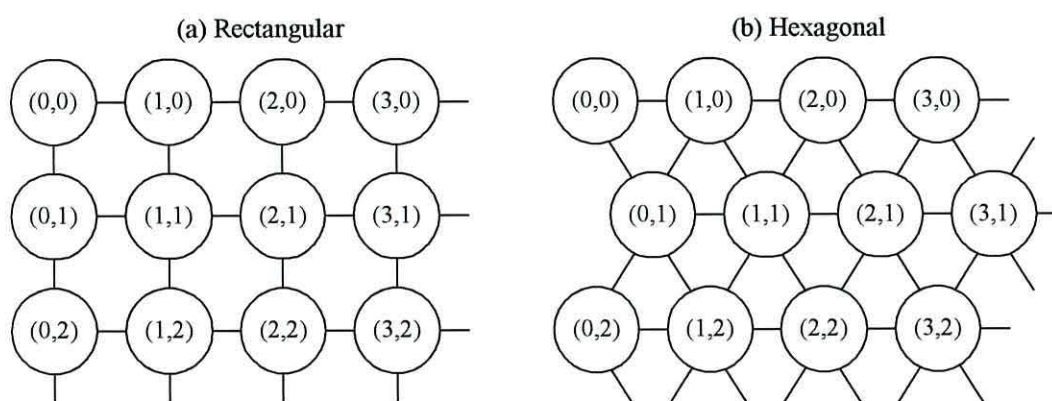 (a) Rectangular
(0,0) (1,0) (2,0) (3,0)
(0,1) (1,1) (2,1) (3,1)
(0,2) (1,2) (2,2) (3,2)
(b) Hexagonal
(0,0) (1,0) (2,0) (3,0)
(0,1) (1,1) (2,1) (3,1)
(0,2) (1,2) (2,2) (3,2)